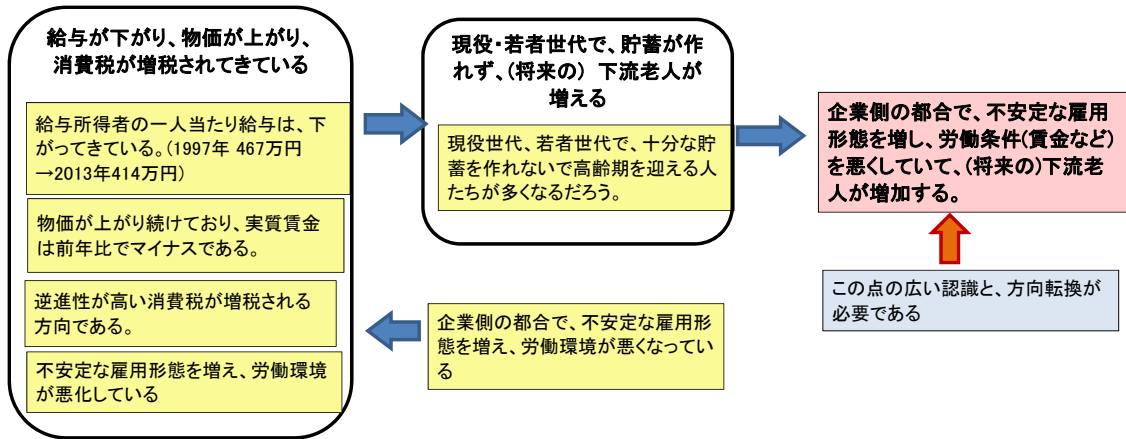 給与が下がり、物価が上がり、
消費税が増税されてきている
給与所得者の一人当たり給与は、下
がってきている。(1997年 467万円
→2013年414万円)
物価が上がり続けており、実質賃金
は前年比でマイナスである。
逆進性が高い消費税が増税される
方向である。
不安定な雇用形態を増え、労働環境
が悪化している
現役・若者世代で、貯蓄が作
れず、(将来の) 下流老人が
増える
現役世代、若者世代で、十分な貯
蓄を作れないで高齢期を迎える人
たちが多くなるだろう。
企業側の都合で、不安定な雇用形
態を増え、労働環境が悪くなってい
る
企業側の都合で、不安定な雇用
形態を増し、労働条件(賃金など)
を悪くしていて、(将来の)下流老
人が増加する。
この点の広い認識と、方向転換が
必要である